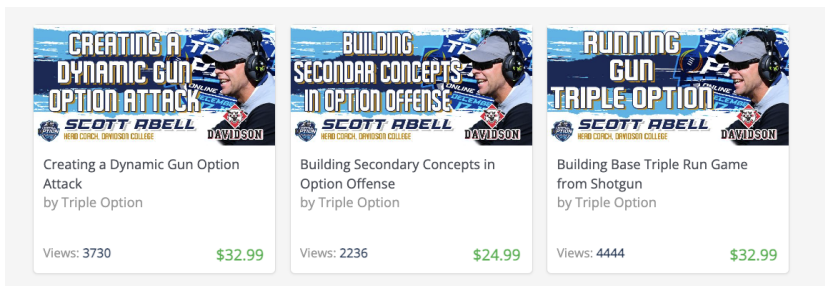 CREATING A
DYNAMIC GUN
OPTION ATTACK
SCOTT ABELL
HEAD COACH, DAVIDSON COLLEGE
DAVIDSON
Creating a Dynamic Gun Option
Attack
by Triple Option
Views: 3730
$32.99
BUILDING
SECONDAR CONCEPTS
IN OPTION OFFENSE
SCOTT ABELL
HEAD COACH, DAVIDSON COLLEGE
DAVIDSON
Building Secondary Concepts in
Option Offense
by Triple Option
Views: 2236
$24.99
RUNNING
GUN
TRIPLE OPTION
SCOTT ABELL
HEAD COACH, DAVIDSON COLLEGE
DAVIDSON
Building Base Triple Run Game
from Shotgun
by Triple Option
Views: 4444
$32.99